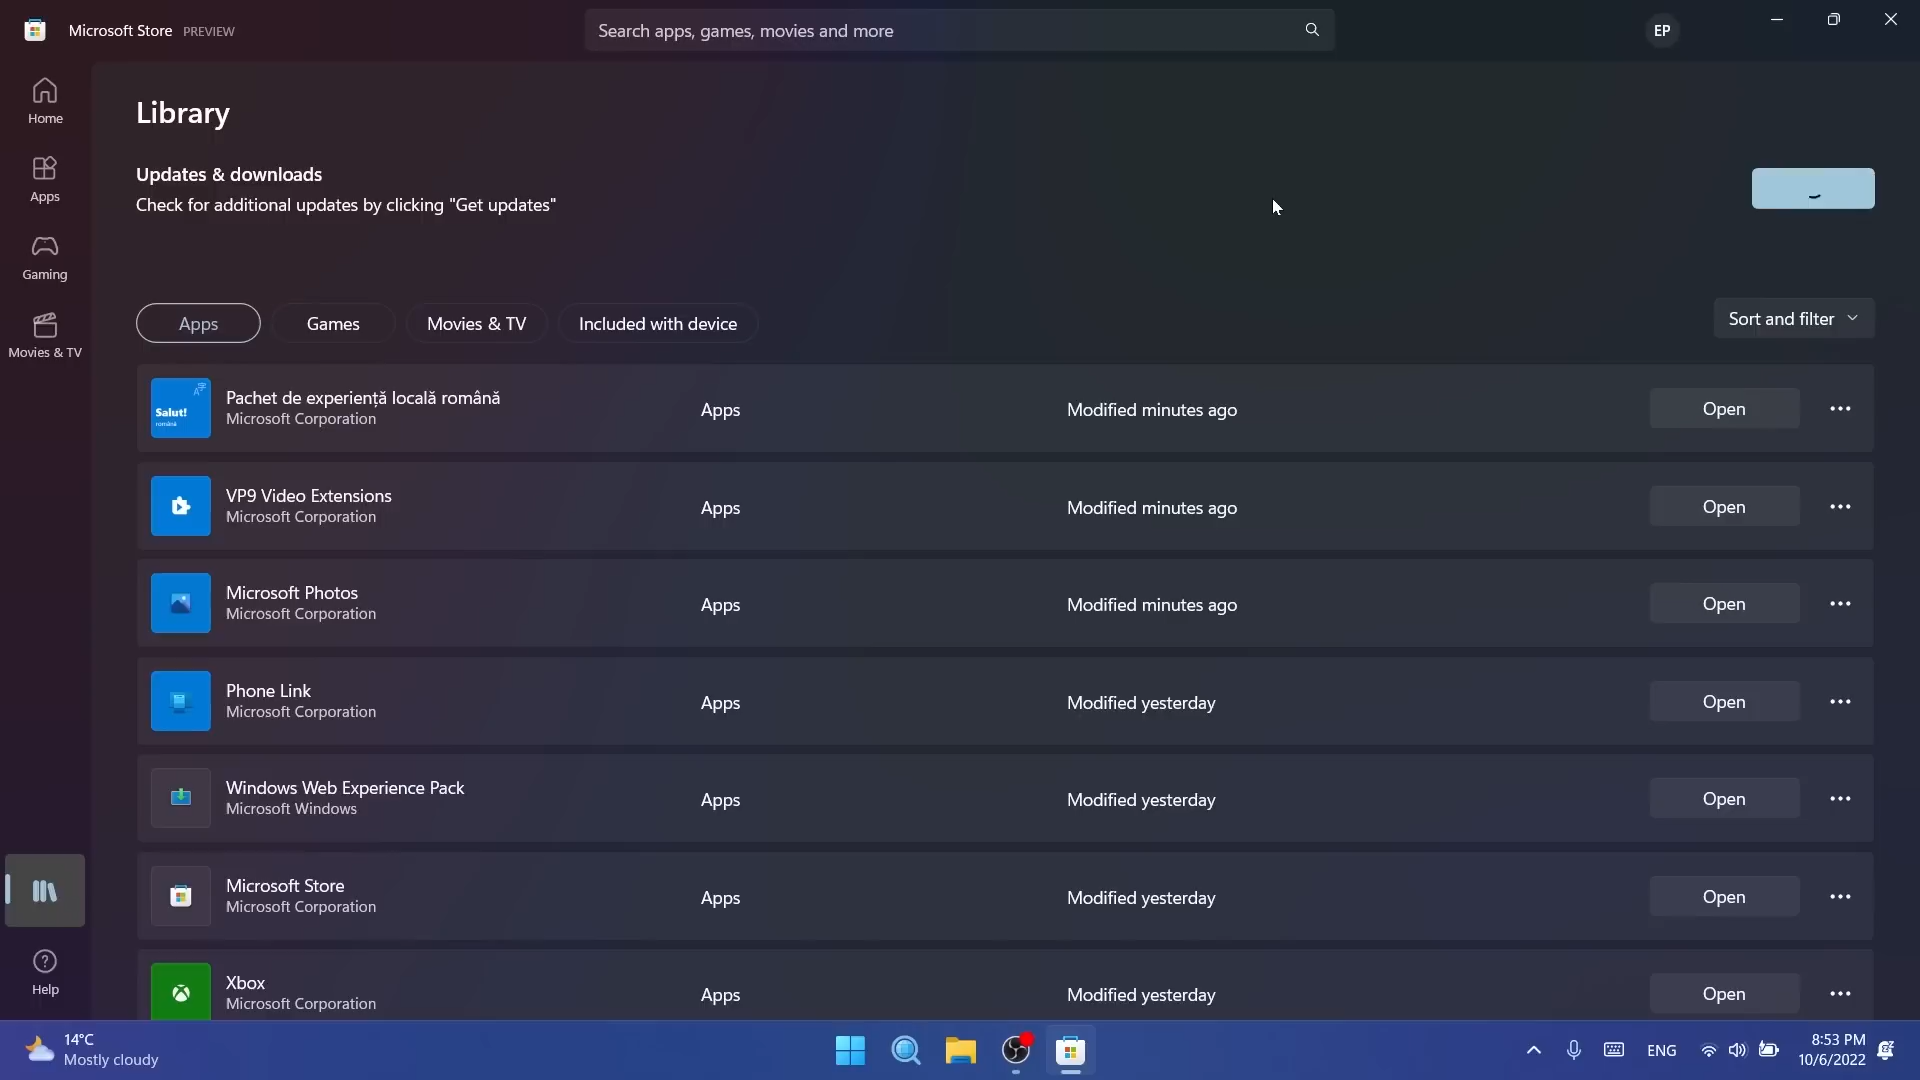 Microsoft Store PREVIEW
Search apps, games, movies and more
EP
Home
Apps
Gaming
Movies & TV
Help
Library
Updates & downloads
Check for additional updates by clicking "Get updates"
Apps
Games
Movies & TV
Included with device
Sort and filter
Salut!
română
Pachet de experiență locală română
Microsoft Corporation
Apps
Modified minutes ago
Open
VP9 Video Extensions
Microsoft Corporation
Apps
Modified minutes ago
Open
Microsoft Photos
Microsoft Corporation
Apps
Modified minutes ago
Open
Phone Link
Microsoft Corporation
Apps
Modified yesterday
Open
Windows Web Experience Pack
Microsoft Windows
Apps
Modified yesterday
Open
Microsoft Store
Microsoft Corporation
Apps
Modified yesterday
Open
Xbox
Microsoft Corporation
Apps
Modified yesterday
Open
14°C
Mostly cloudy
ENG
8:53 PM
10/6/2022